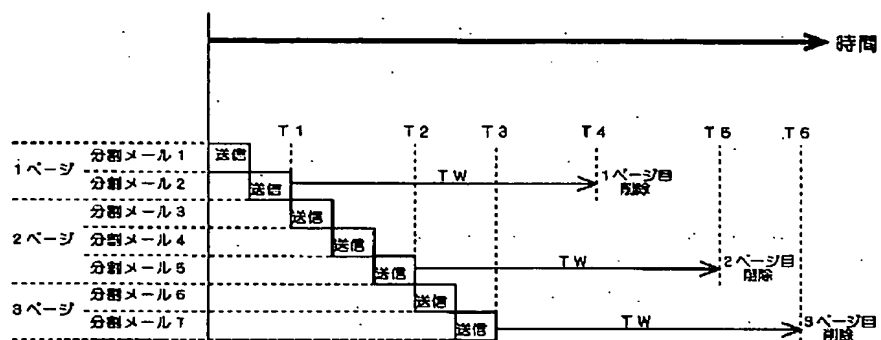 時間
T1
T2
T3
T4
T5
T6
1ページ
分割メール1
送信
分割メール2
送信
TW
1ページ目
削除
2ページ
分割メール3
送信
分割メール4
送信
分割メール5
送信
TW
2ページ目
削除
3ページ
分割メール6
送信
分割メール7
送信
TW
3ページ目
削除